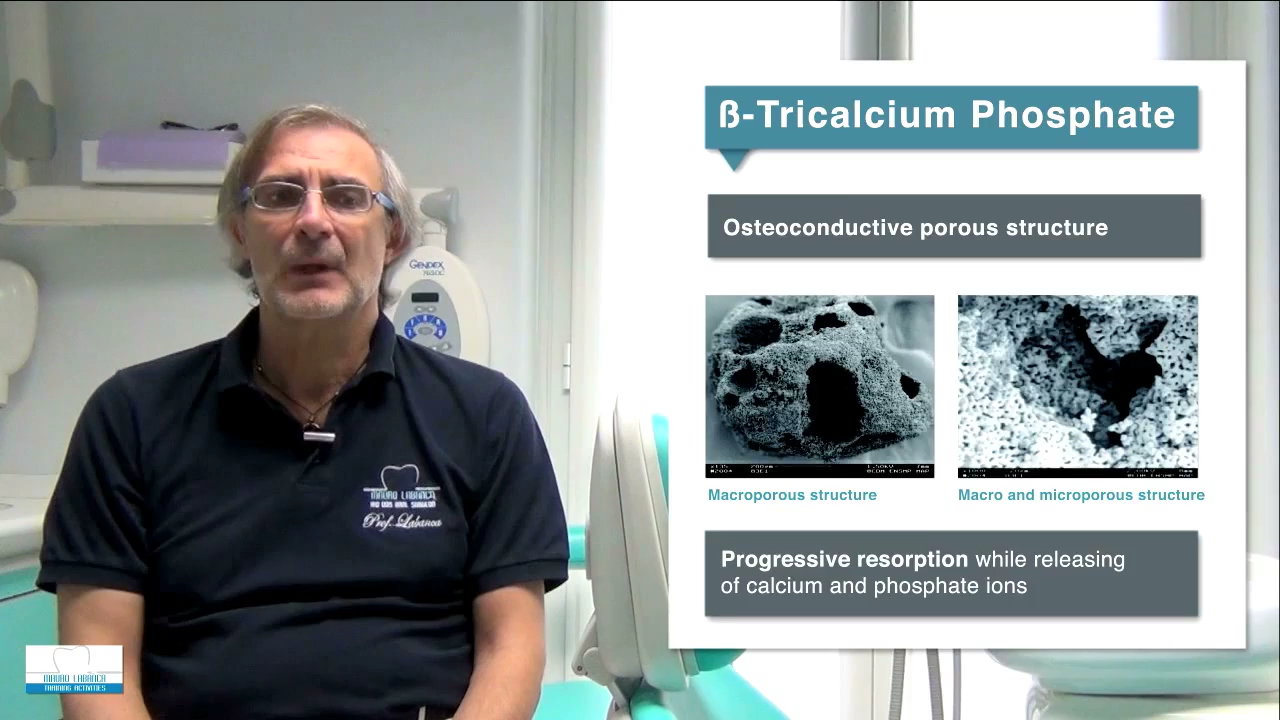 ß-Tricalcium Phosphate
Osteoconductive porous structure
Macroporous structure
Macro and microporous structure
Progressive resorption while releasing
of calcium and phosphate ions
GENDEX
MAURO LABANCA
Prof. Labanca
MAURO LABANCA
TRAINING ACTIVITIES